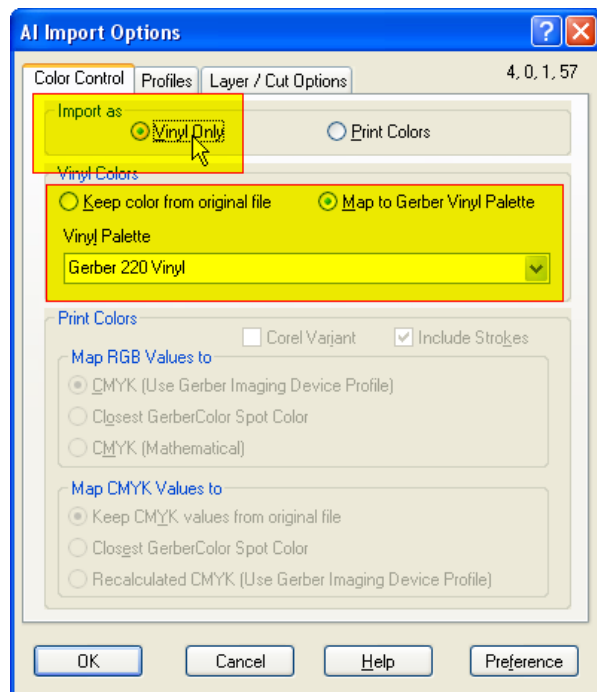 AI Import Options
Color Control Profiles Layer / Cut Options 4, 0, 1, 57
Import as
Vinyl Only Print Colors
Vinyl Colors
Keep color from original file Map to Gerber Vinyl Palette
Vinyl Palette
Gerber 220 Vinyl
Print Colors
Corel Variant Include Strokes
Map RGB Values to
CMYK (Use Gerber Imaging Device Profile)
Closest GerberColor Spot Color
CMYK (Mathematical)
Map CMYK Values to
Keep CMYK values from original file
Closest GerberColor Spot Color
Recalculated CMYK (Use Gerber Imaging Device Profile)
OK Cancel Help Preference